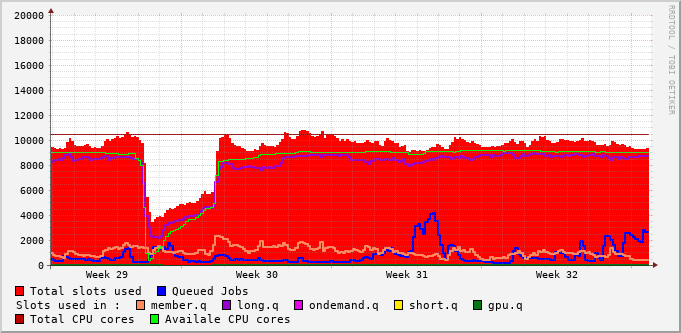 RRDTOOL / TOBI OETIKER
20000
18000
16000
14000
12000
10000
8000
6000
4000
2000
0
Week 29 Week 30 Week 31 Week 32
Total slots used Queued Jobs
Slots used in : member.q long.q ondemand.q short.q gpu.q
Total CPU cores Availale CPU cores